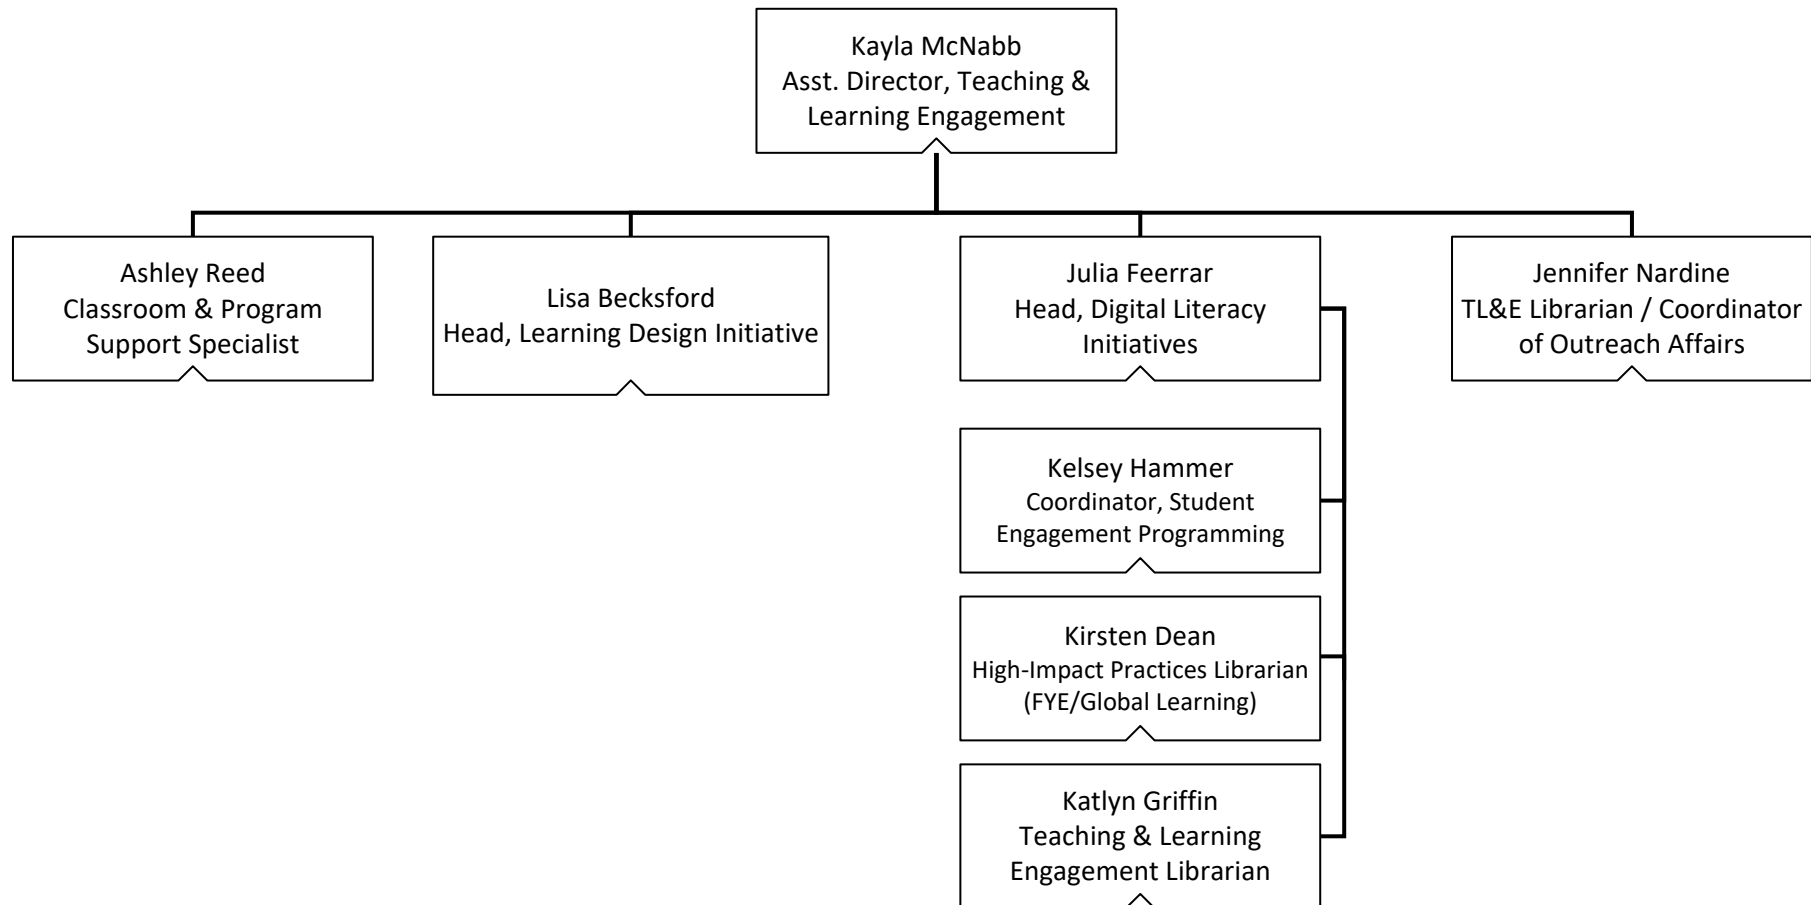 Kayla McNabb
Asst. Director, Teaching &
Learning Engagement
Ashley Reed
Classroom & Program
Support Specialist
Lisa Becksford
Head, Learning Design Initiative
Julia Feerrar
Head, Digital Literacy
Initiatives
Jennifer Nardine
TL&E Librarian / Coordinator
of Outreach Affairs
Kelsey Hammer
Coordinator, Student
Engagement Programming
Kirsten Dean
High-Impact Practices Librarian
(FYE/Global Learning)
Katlyn Griffin
Teaching & Learning
Engagement Librarian